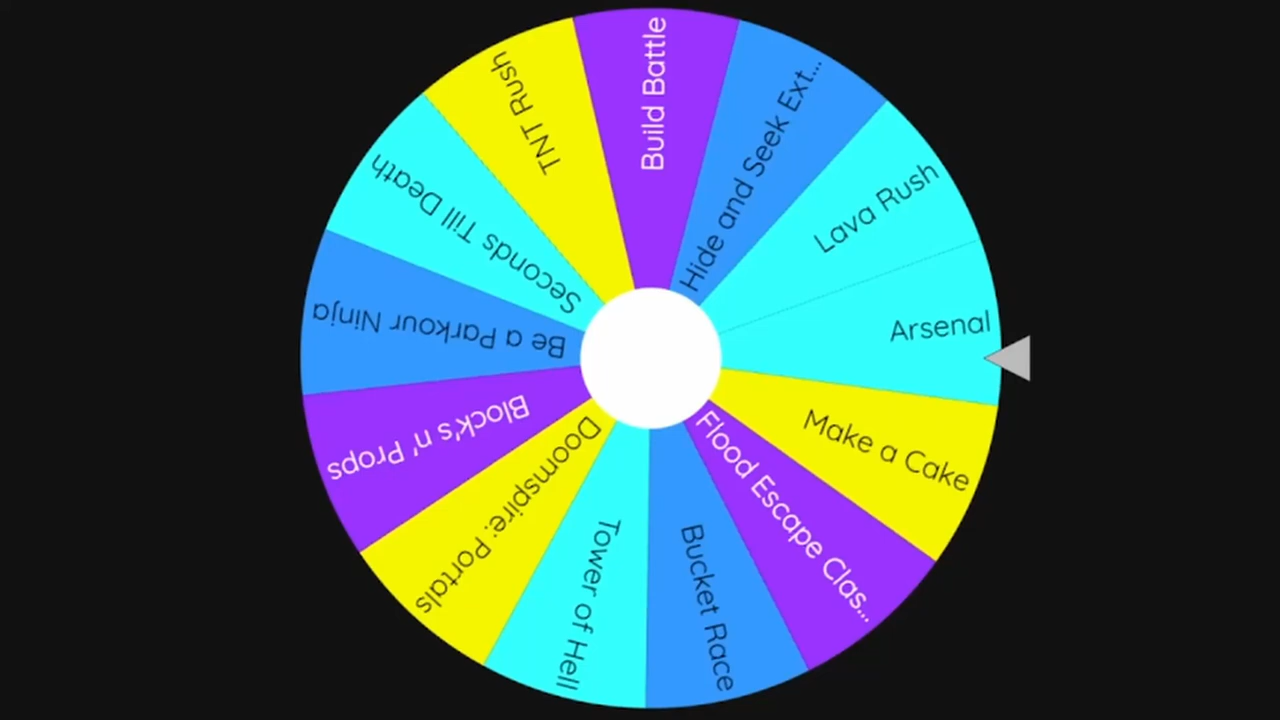 Build Battle
Hide and Seek Ext...
Lava Rush
Arsenal
Make a Cake
Flood Escape Clas...
Bucket Race
Tower of Hell
Doomspire: Portals
Block's n' Props
Be a Parkour Ninja
Seconds Till Death
TNT Rush